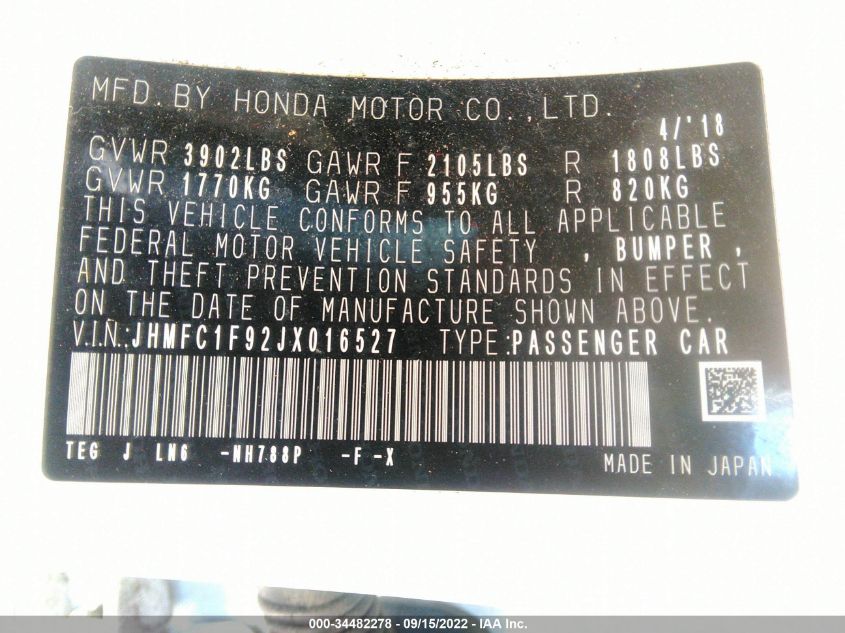 MFD. BY HONDA MOTOR CO., LTD.
4/'18
GVWR 3902LBS GAWR F 2105LBS R 1808LBS
GVWR 1770KG GAWR F 955KG R 820KG
THIS VEHICLE CONFORMS TO ALL APPLICABLE
FEDERAL MOTOR VEHICLE SAFETY , BUMPER ,
AND THEFT PREVENTION STANDARDS IN EFFECT
ON THE DATE OF MANUFACTURE SHOWN ABOVE.
V.I.N.:JHMFC1F92JX016527 TYPE:PASSENGER CAR
TEG J LN6 -NH788P -F -X
MADE IN JAPAN
000-34482278 - 09/15/2022 - IAA Inc.